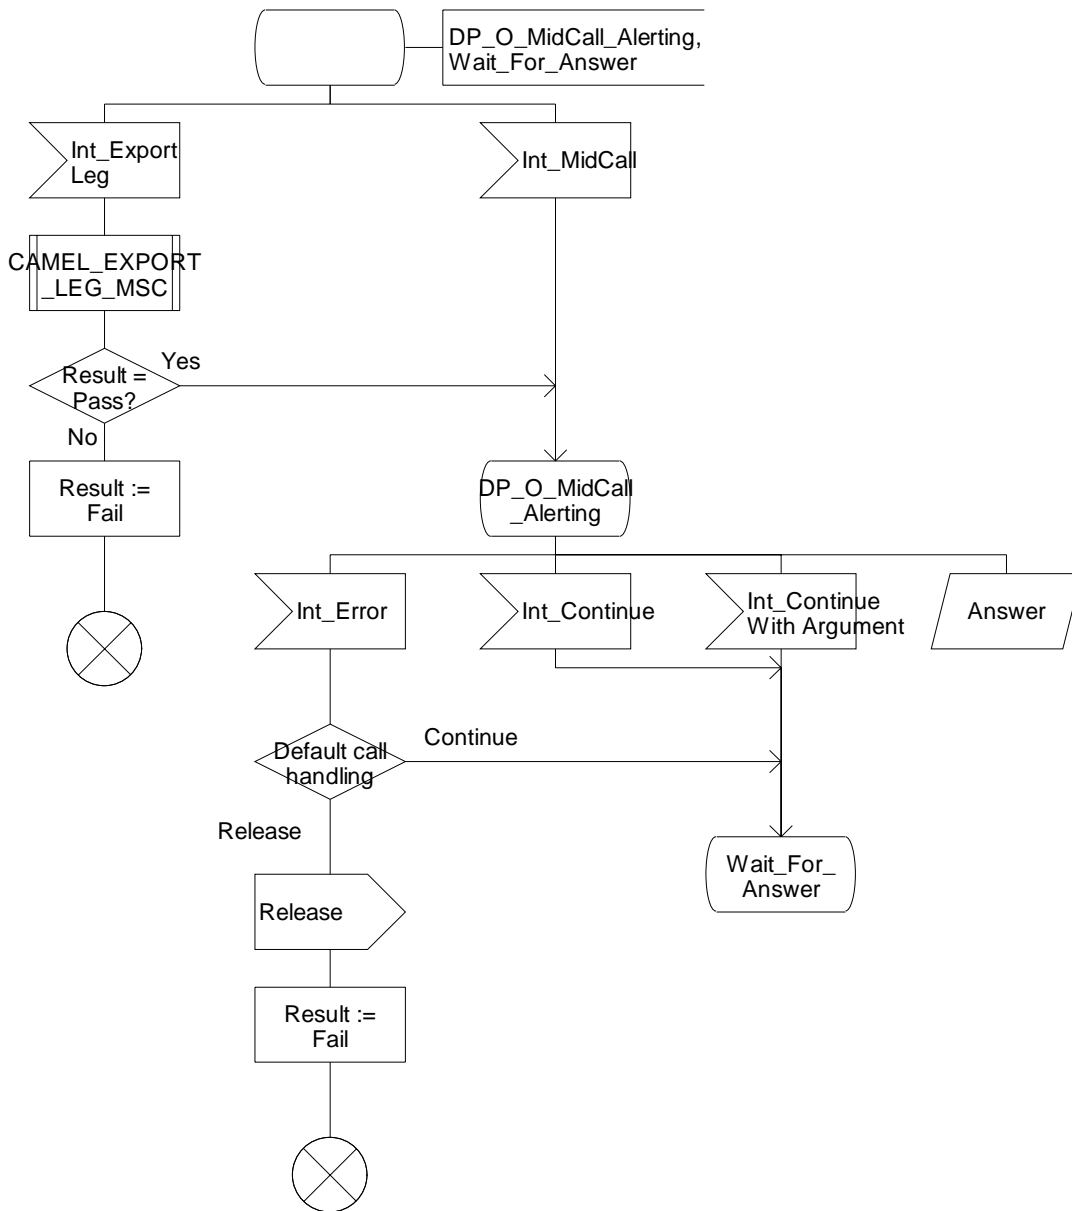 DP_O_MidCall_Alerting,
Wait_For_Answer
Int_Export
Leg
Int_MidCall
CAMEL_EXPORT
_LEG_MSC
Yes
Result =
Pass?
No
Result :=
Fail
DP_O_MidCall
_Alerting
Int_Error
Int_Continue
Int_Continue
With Argument
Answer
Default call
handling
Continue
Release
Wait_For_
Answer
Release
Result :=
Fail